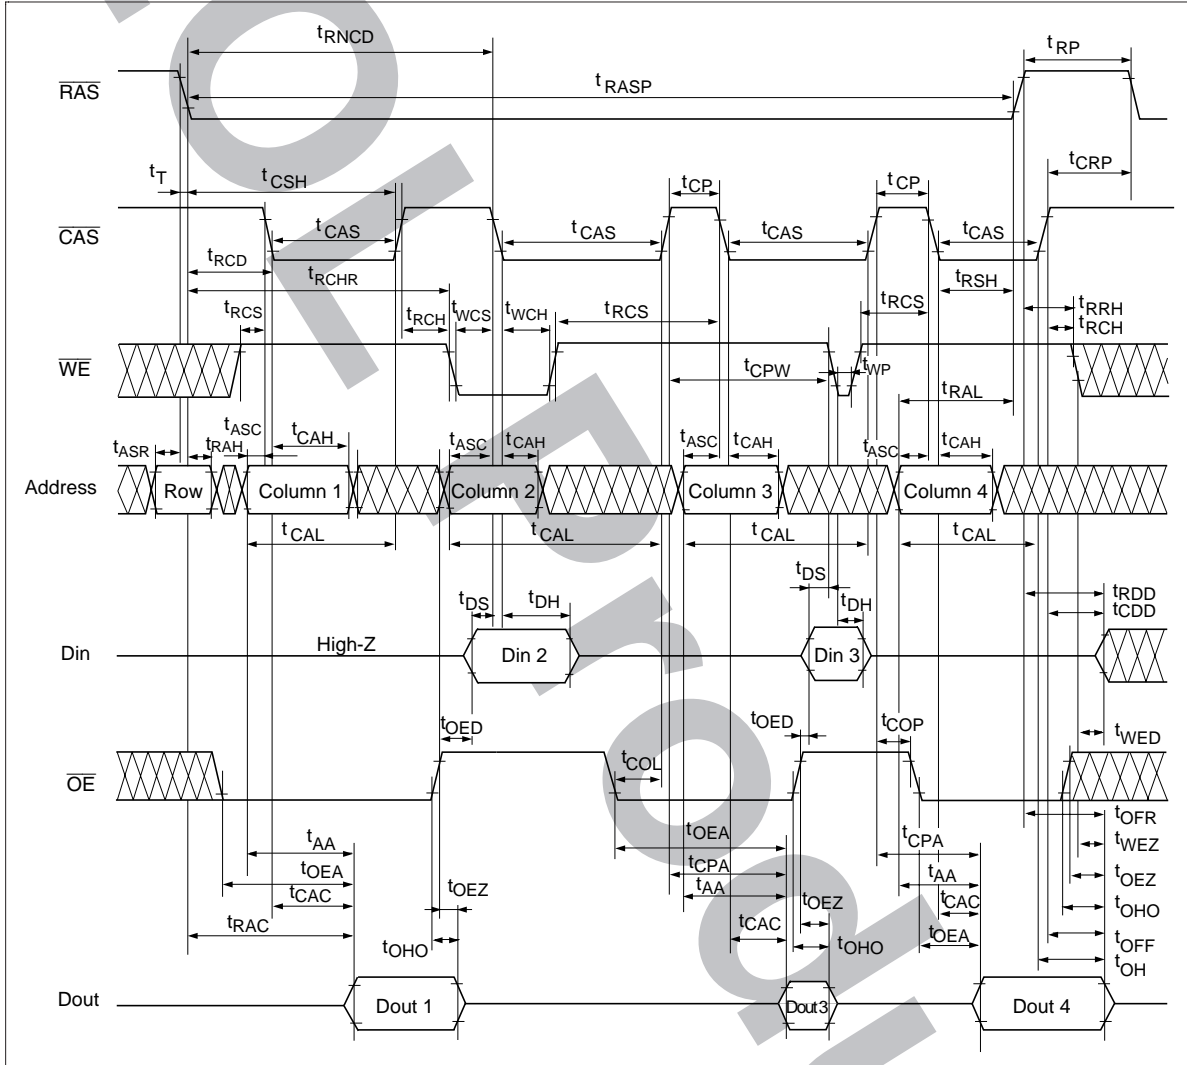 tRNCD
tRP
RAS
tRASP
tT
tCSH
tCP
tCP
tCRP
CAS
tCAS
tCAS
tCAS
tCAS
tRCD
tRCHR
tRSH
tRCS
tRCH
tWCS
tWCH
tRCS
tRCS
tRRH
tRCH
WE
tCPW
tWP
tRAL
tASR
tRAH
tASC
tCAH
tASC
tCAH
tASC
tCAH
tASC
tCAH
Address
Row
Column 1
Column 2
Column 3
Column 4
tCAL
tCAL
tCAL
tCAL
tDS
tDH
tDS
tDH
tRDD
tCDD
Din
High-Z
Din 2
Din 3
tOED
tOED
tCOP
tWED
OE
tCOL
tOFR
tAA
tOEA
tCPA
tWEZ
tOEA
tCPA
tAA
tOEZ
tCAC
tOEZ
tAA
tOEZ
tCAC
tOHO
tRAC
tOHO
tCAC
tOHO
tOEA
tOFF
tOH
Dout
Dout 1
Dout3
Dout 4